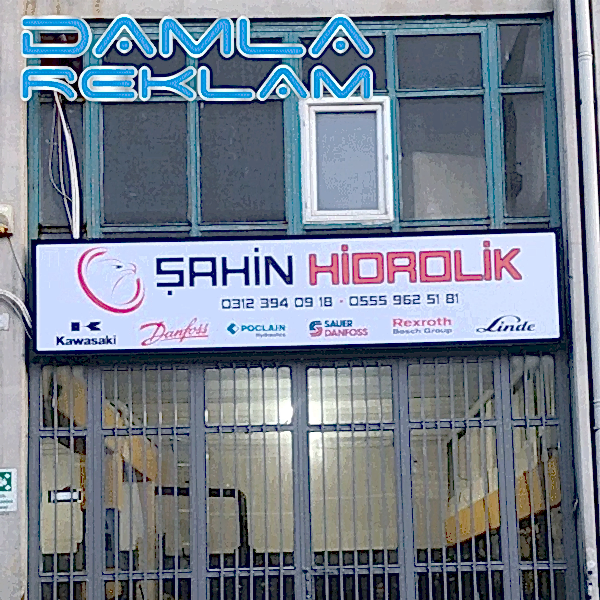 DAMLA
REKLAM
ŞAHİN HİDROLİK
0312 394 09 18 • 0555 962 51 81
Kawasaki Danfoss POCLAIN Hydraulics SAUER DANFOSS Rexroth Bosch Group Linde